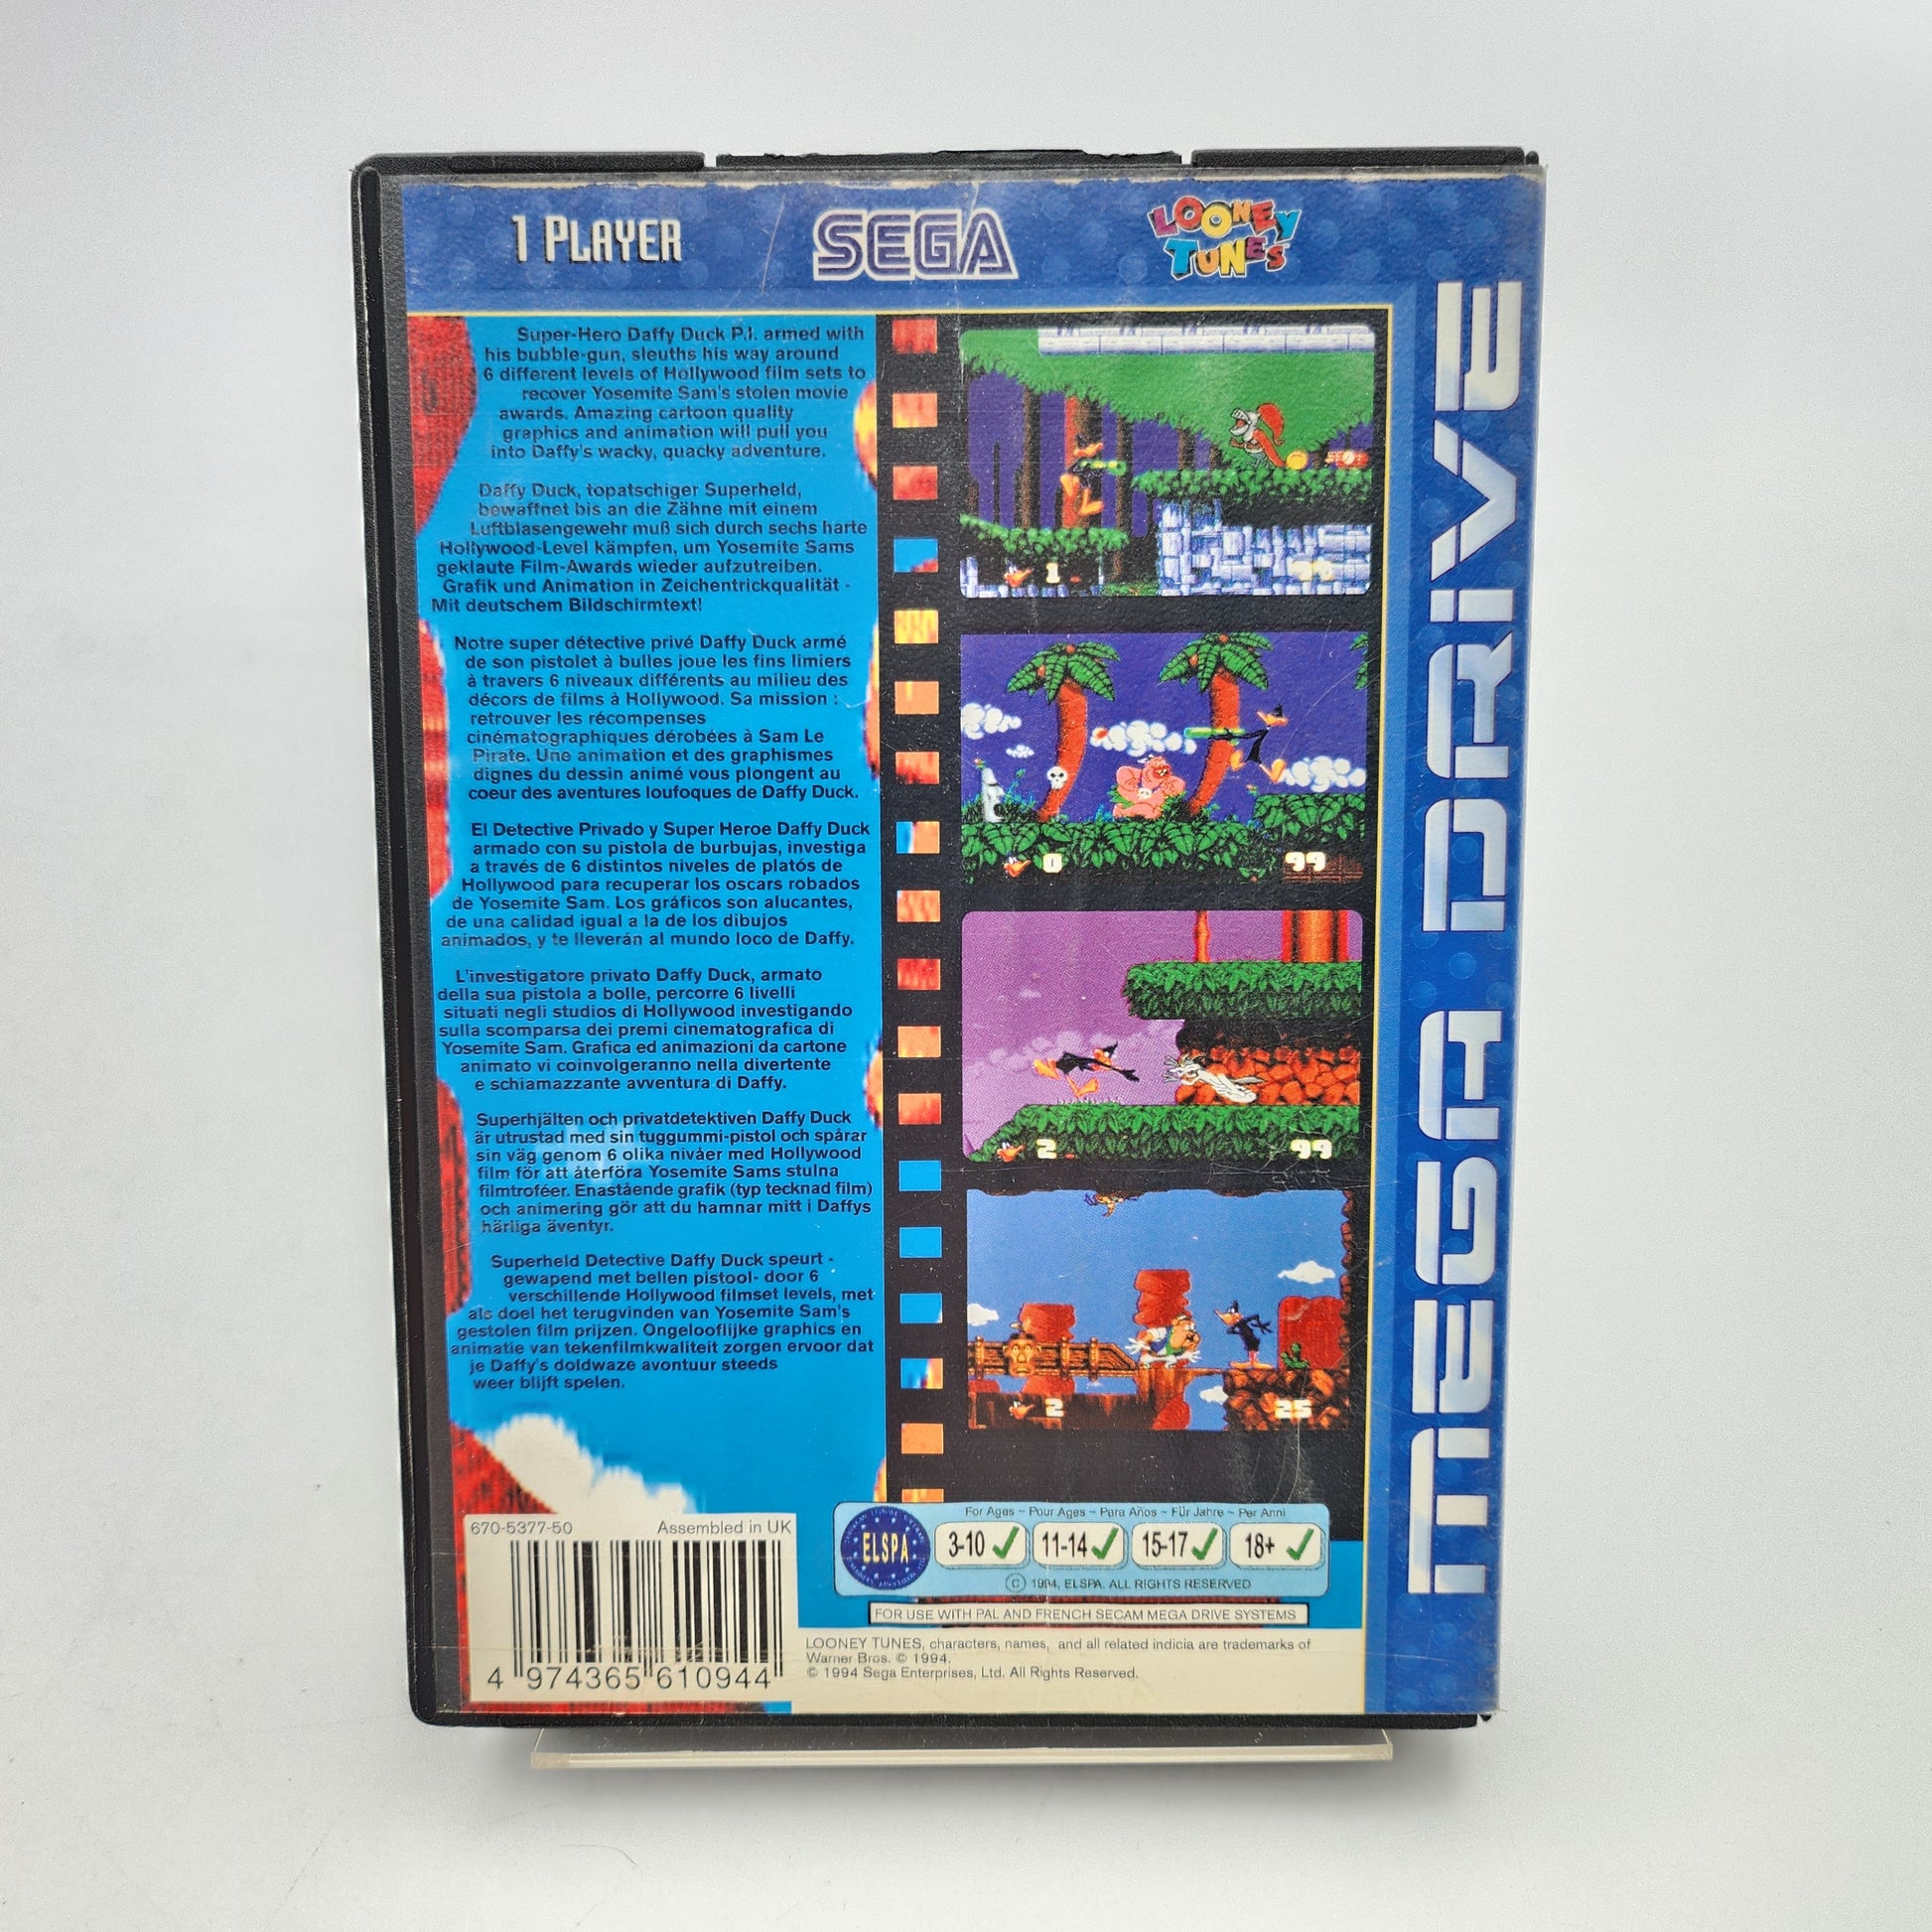 1 PLAYER
SEGA
LOONEY
TUNES
MEGA DRIVE
Super-Hero Daffy Duck P.I. armed with
his bubble-gun, sleuths his way around
6 different levels of Hollywood film sets to
recover Yosemite Sam's stolen movie
awards. Amazing cartoon quality
graphics and animation will pull you
into Daffy's wacky, quacky adventure.
Daffy Duck, topatschiger Superheld,
bewaffnet bis an die Zähne mit einem
Luftblasengewehr muß sich durch sechs harte
Hollywood-Level kämpfen, um Yosemite Sams
geklaute Film-Awards wieder aufzutreiben.
Grafik und Animation in Zeichentrickqualität -
Mit deutschem Bildschirmtext!
Notre super détective privé Daffy Duck armé
de son pistolet à bulles joue les fins limiers
à travers 6 niveaux différents au milieu des
décors de films à Hollywood. Sa mission :
retrouver les récompenses
cinématographiques dérobées à Sam Le
Pirate. Une animation et des graphismes
dignes du dessin animé vous plongent au
coeur des aventures loufoques de Daffy Duck.
El Detective Privado y Super Heroe Daffy Duck
armado con su pistola de burbujas, investiga
a través de 6 distintos niveles de platós de
Hollywood para recuperar los oscars robados
de Yosemite Sam. Los gráficos son alucantes,
de una calidad igual a la de los dibujos
animados, y te lleverán al mundo loco de Daffy.
L'investigatore privato Daffy Duck, armato
della sua pistola a bolle, percorre 6 livelli
situati negli studios di Hollywood investigando
sulla scomparsa dei premi cinematografica di
Yosemite Sam. Grafica ed animazioni da cartone
animato vi coinvolgeranno nella divertente
e schiamazzante avventura di Daffy.
Superhjälten och privatdetektiven Daffy Duck
är utrustad med sin tuggummi-pistol och spårar
sin väg genom 6 olika nivåer med Hollywood
film för att återföra Yosemite Sams stulna
filmtroféer. Enastående grafik (typ tecknad film)
och animering gör att du hamnar mitt i Daffys
härliga äventyr.
Superheld Detective Daffy Duck speurt -
gewapend met bellen pistool- door 6
verschillende Hollywood filmset levels, met
als doel het terugvinden van Yosemite Sam's
gestolen film prijzen. Ongelooflijke graphics en
animatie van tekenfilmkwaliteit zorgen ervoor dat
je Daffy's doldwaze avontuur steeds
weer blijft spelen.
1
0 99
2 99
2 25
670-5377-50 Assembled in UK
4 974365 610944
ELSPA
For Ages ~ Pour Ages ~ Para Años ~ Für Jahre ~ Per Anni
3-10 ✓ 11-14 ✓ 15-17 ✓ 18+ ✓
© 1994, ELSPA. ALL RIGHTS RESERVED
FOR USE WITH PAL AND FRENCH SECAM MEGA DRIVE SYSTEMS
LOONEY TUNES, characters, names, and all related indicia are trademarks of
Warner Bros. © 1994.
© 1994 Sega Enterprises, Ltd. All Rights Reserved.